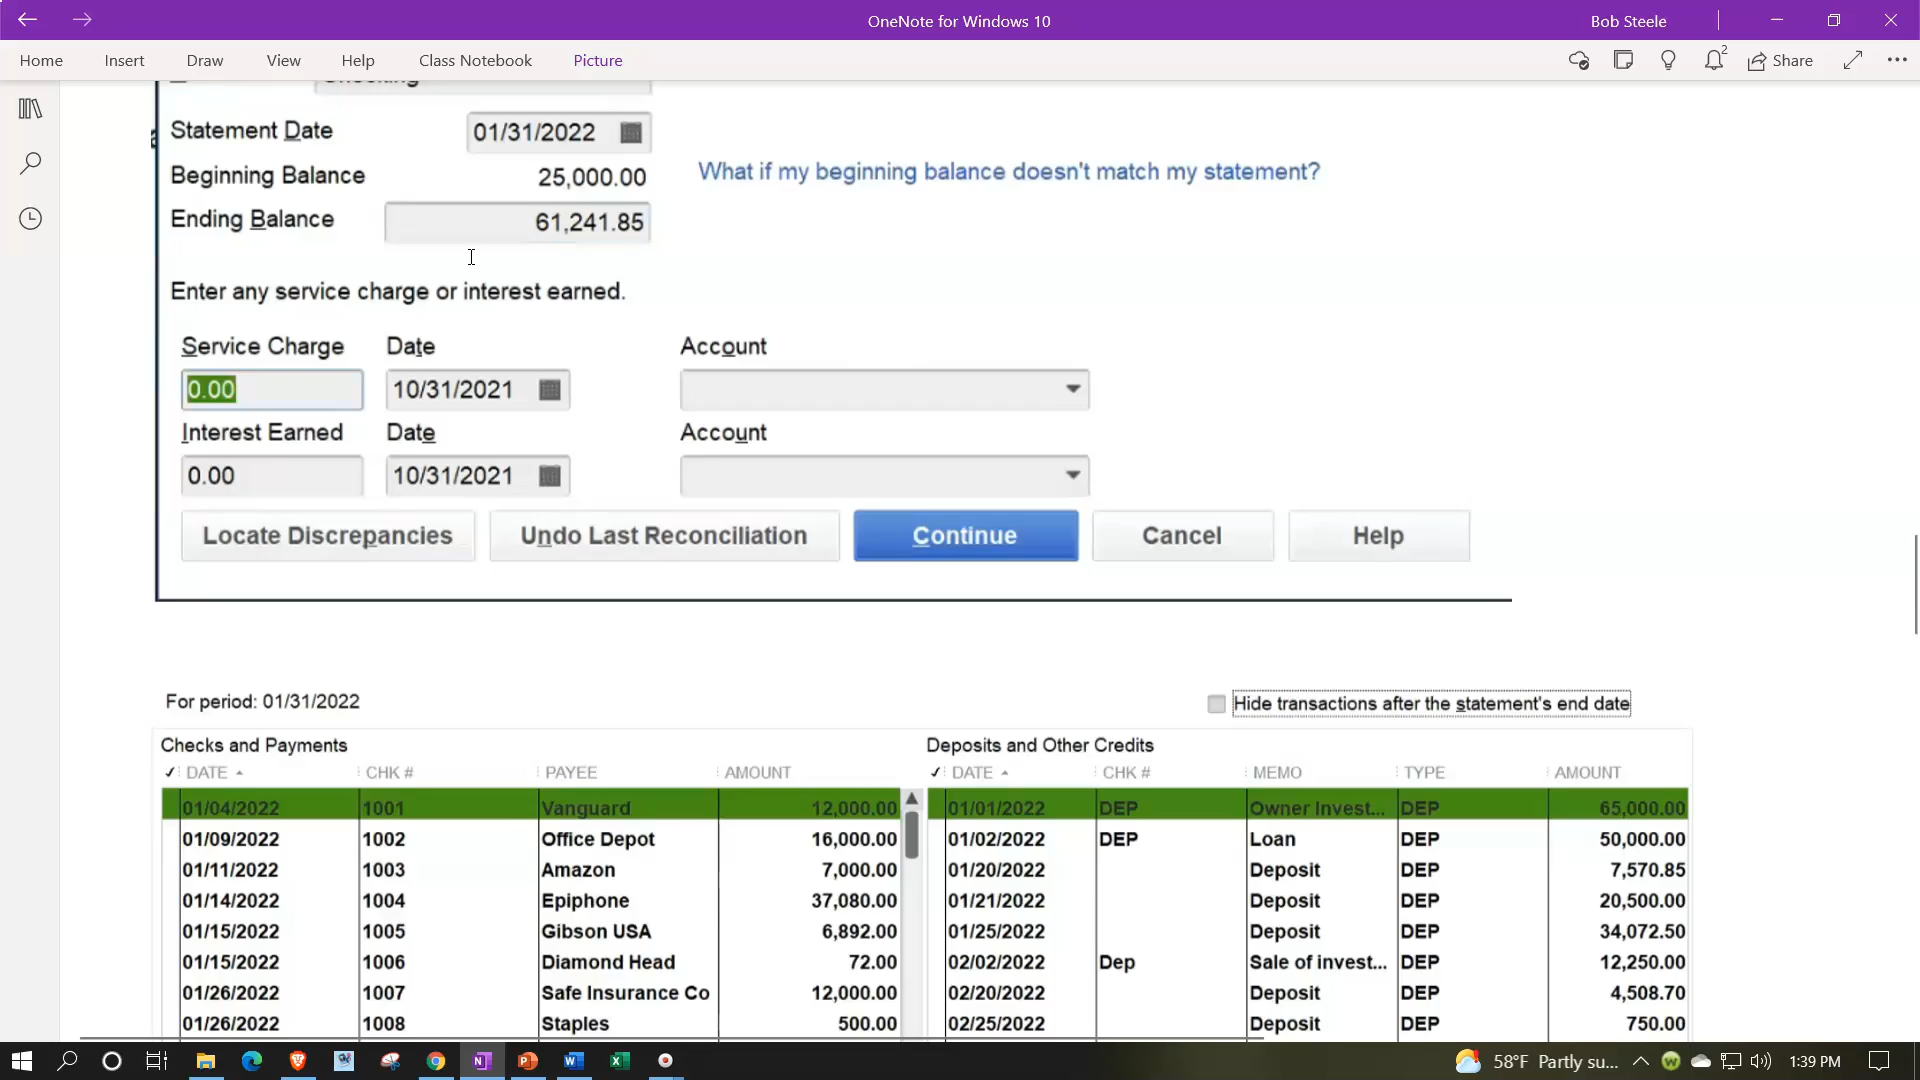 OneNote for Windows 10
Bob Steele
Home Insert Draw View Help Class Notebook Picture
2
Share
Checking
Statement Date 01/31/2022
Beginning Balance 25,000.00 What if my beginning balance doesn't match my statement?
Ending Balance 61,241.85
Enter any service charge or interest earned.
Service Charge Date Account
0.00 10/31/2021
Interest Earned Date Account
0.00 10/31/2021
Locate Discrepancies Undo Last Reconciliation Continue Cancel Help
For period: 01/31/2022 Hide transactions after the statement's end date
Checks and Payments Deposits and Other Credits
✓ DATE CHK # PAYEE AMOUNT ✓ DATE CHK # MEMO TYPE AMOUNT
01/04/2022 1001 Vanguard 12,000.00 01/01/2022 DEP Owner Invest... DEP 65,000.00
01/09/2022 1002 Office Depot 16,000.00 01/02/2022 DEP Loan DEP 50,000.00
01/11/2022 1003 Amazon 7,000.00 01/20/2022 Deposit DEP 7,570.85
01/14/2022 1004 Epiphone 37,080.00 01/21/2022 Deposit DEP 20,500.00
01/15/2022 1005 Gibson USA 6,892.00 01/25/2022 Deposit DEP 34,072.50
01/15/2022 1006 Diamond Head 72.00 02/02/2022 Dep Sale of invest... DEP 12,250.00
01/26/2022 1007 Safe Insurance Co 12,000.00 02/20/2022 Deposit DEP 4,508.70
01/26/2022 1008 Staples 500.00 02/25/2022 Deposit DEP 750.00
58°F Partly su... 1:39 PM